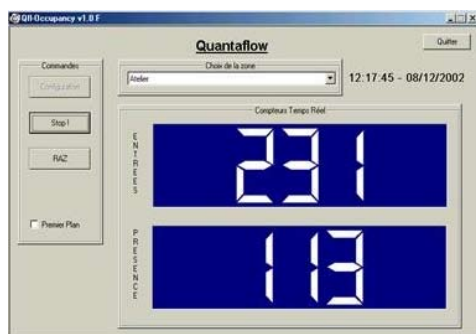 QII-Occupancy v1.0 F
Quantaflow
Quitter
Commandes
Configuration
Stop !
RAZ
Premier Plan
Choix de la zone
Atelier
12:17:45 - 08/12/2002
Compteurs Temps Réel
ENTREES
231
PRESENCE
113